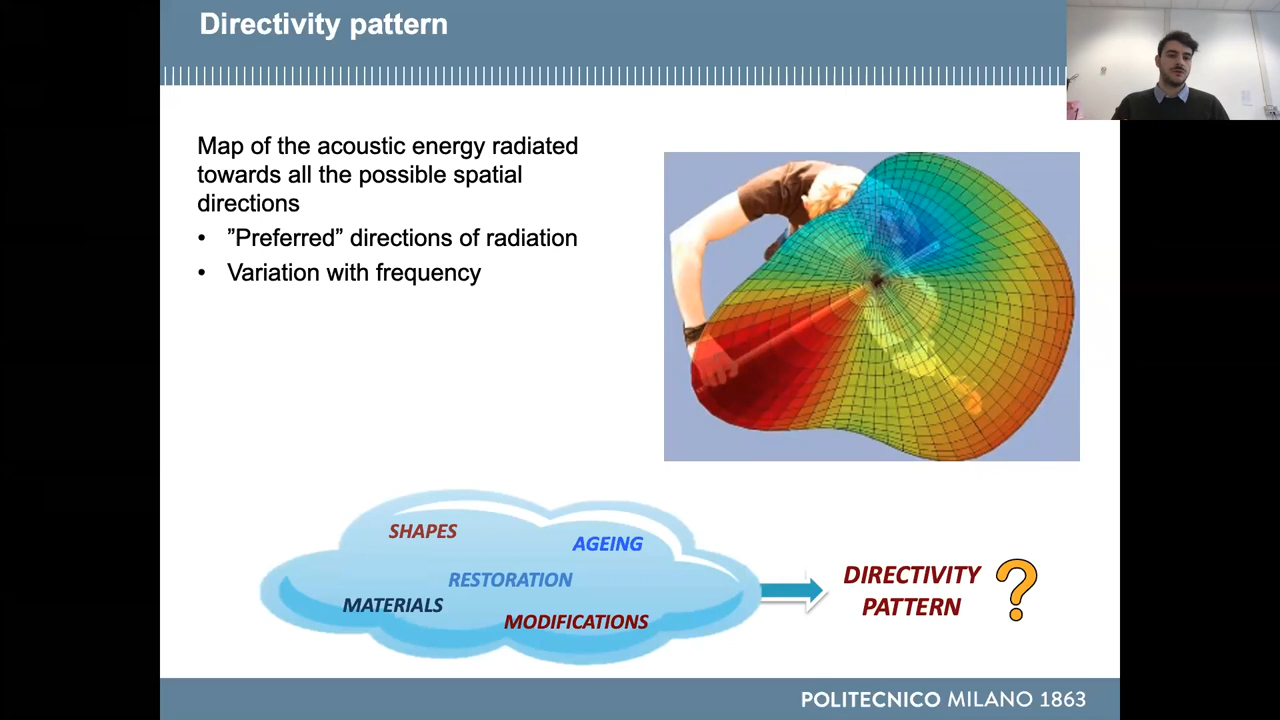 Directivity pattern
Map of the acoustic energy radiated
towards all the possible spatial
directions
• ”Preferred” directions of radiation
• Variation with frequency
SHAPES
AGEING
RESTORATION
MATERIALS
MODIFICATIONS
DIRECTIVITY
PATTERN
?
POLITECNICO MILANO 1863